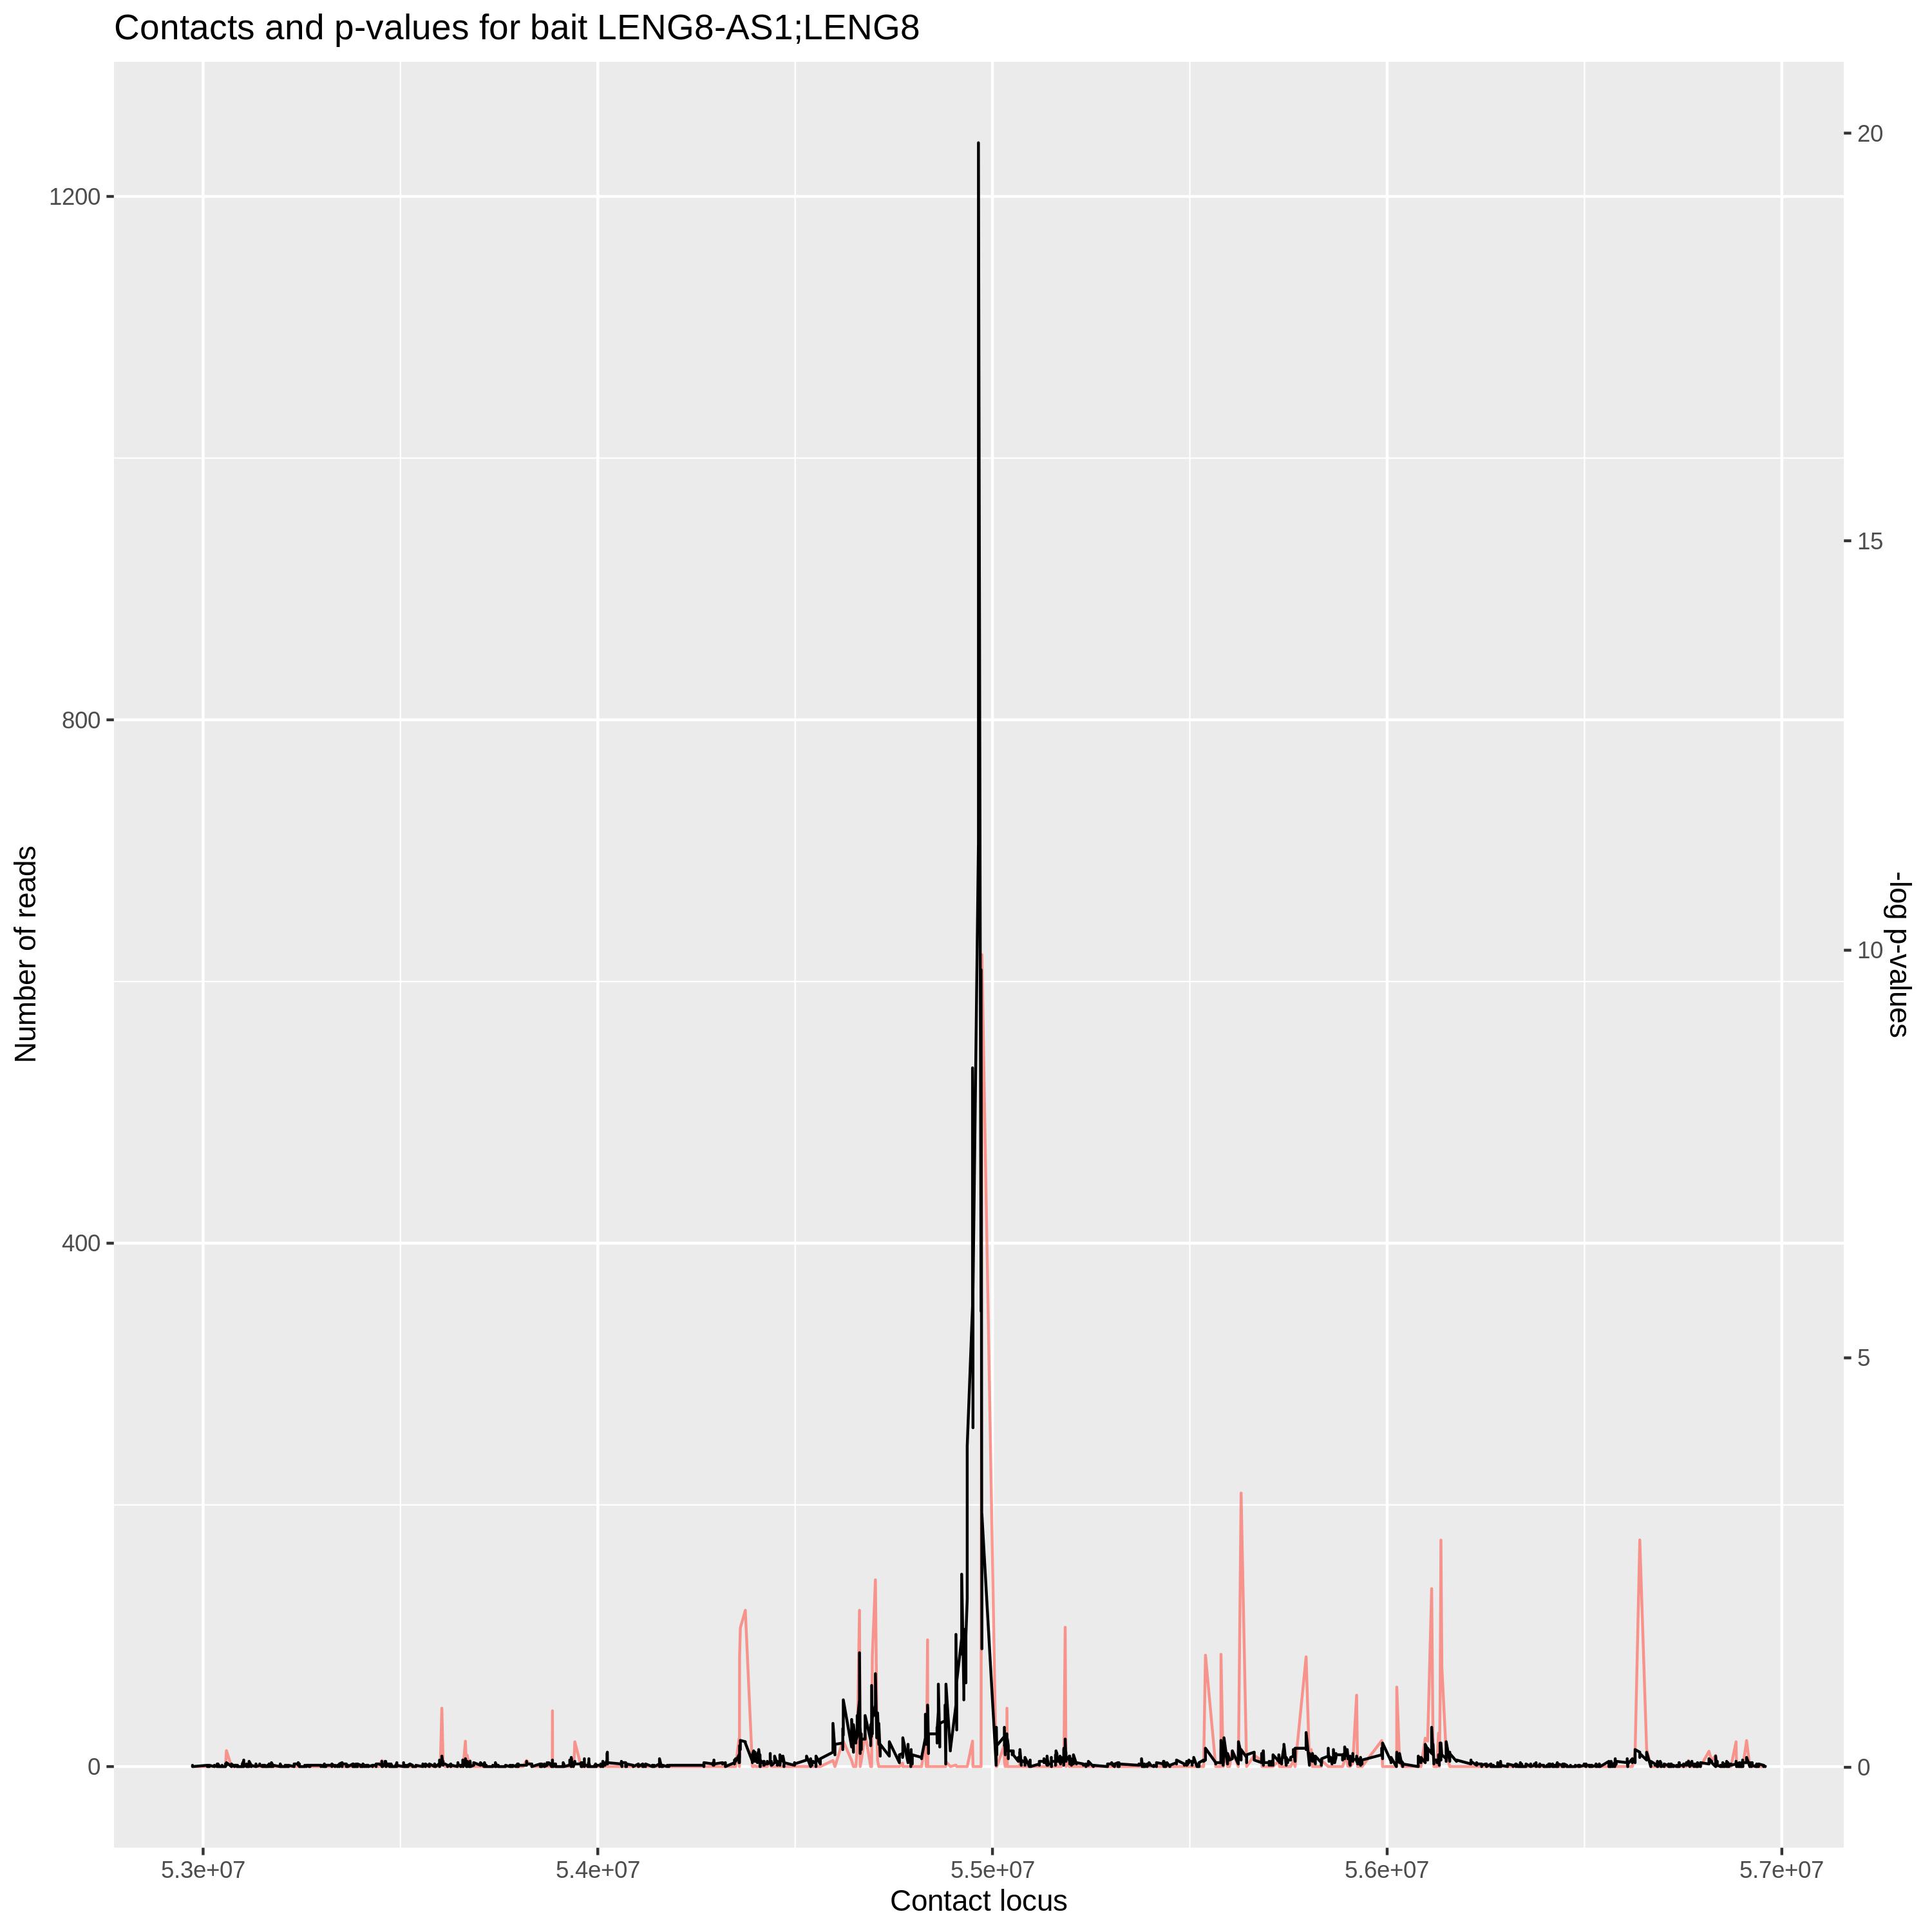 Contacts and p-values for bait LENG8-AS1;LENG8
1200
800
400
0
Number of reads
20
15
10
5
0
-log p-values
5.3e+07
5.4e+07
5.5e+07
5.6e+07
5.7e+07
Contact locus